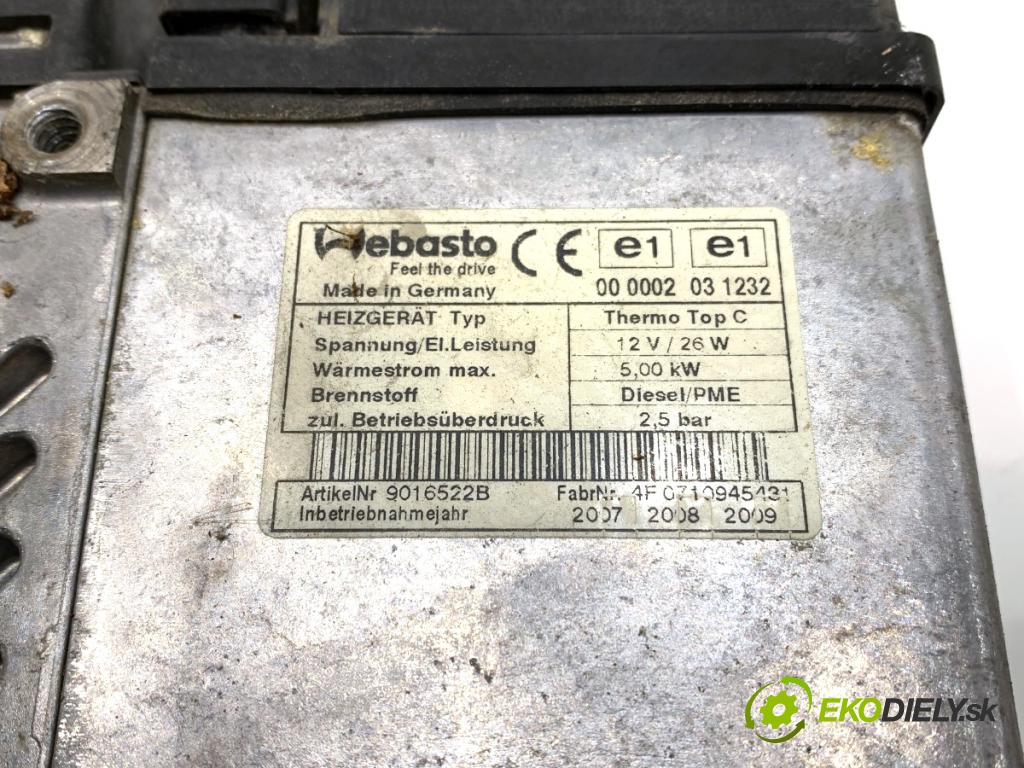 Webasto CE e1 e1
Feel the drive
Made in Germany 00 0002 03 1232
HEIZGERÄT Typ Thermo Top C
Spannung/El.Leistung 12 V / 26 W
Wärmestrom max. 5,00 kW
Brennstoff Diesel/PME
zul. Betriebsüberdruck 2,5 bar
ArtikelNr 9016522B FabrNr. 4F 0710945431
Inbetriebnahmejahr 2007 2008 2009
EKODIELY.sk